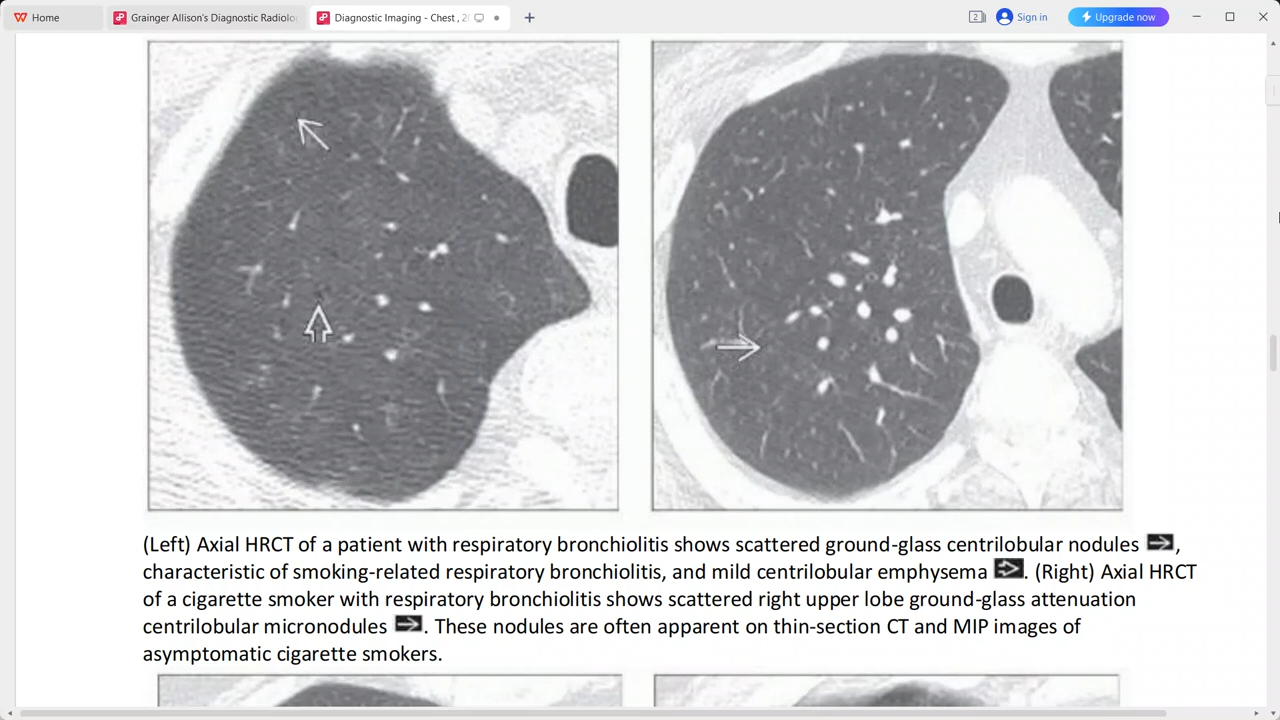 Home
Grainger Allison's Diagnostic Radiolo
Diagnostic Imaging - Chest , 2
2
Sign in
Upgrade now
(Left) Axial HRCT of a patient with respiratory bronchiolitis shows scattered ground-glass centrilobular nodules ,
characteristic of smoking-related respiratory bronchiolitis, and mild centrilobular emphysema . (Right) Axial HRCT
of a cigarette smoker with respiratory bronchiolitis shows scattered right upper lobe ground-glass attenuation
centrilobular micronodules . These nodules are often apparent on thin-section CT and MIP images of
asymptomatic cigarette smokers.